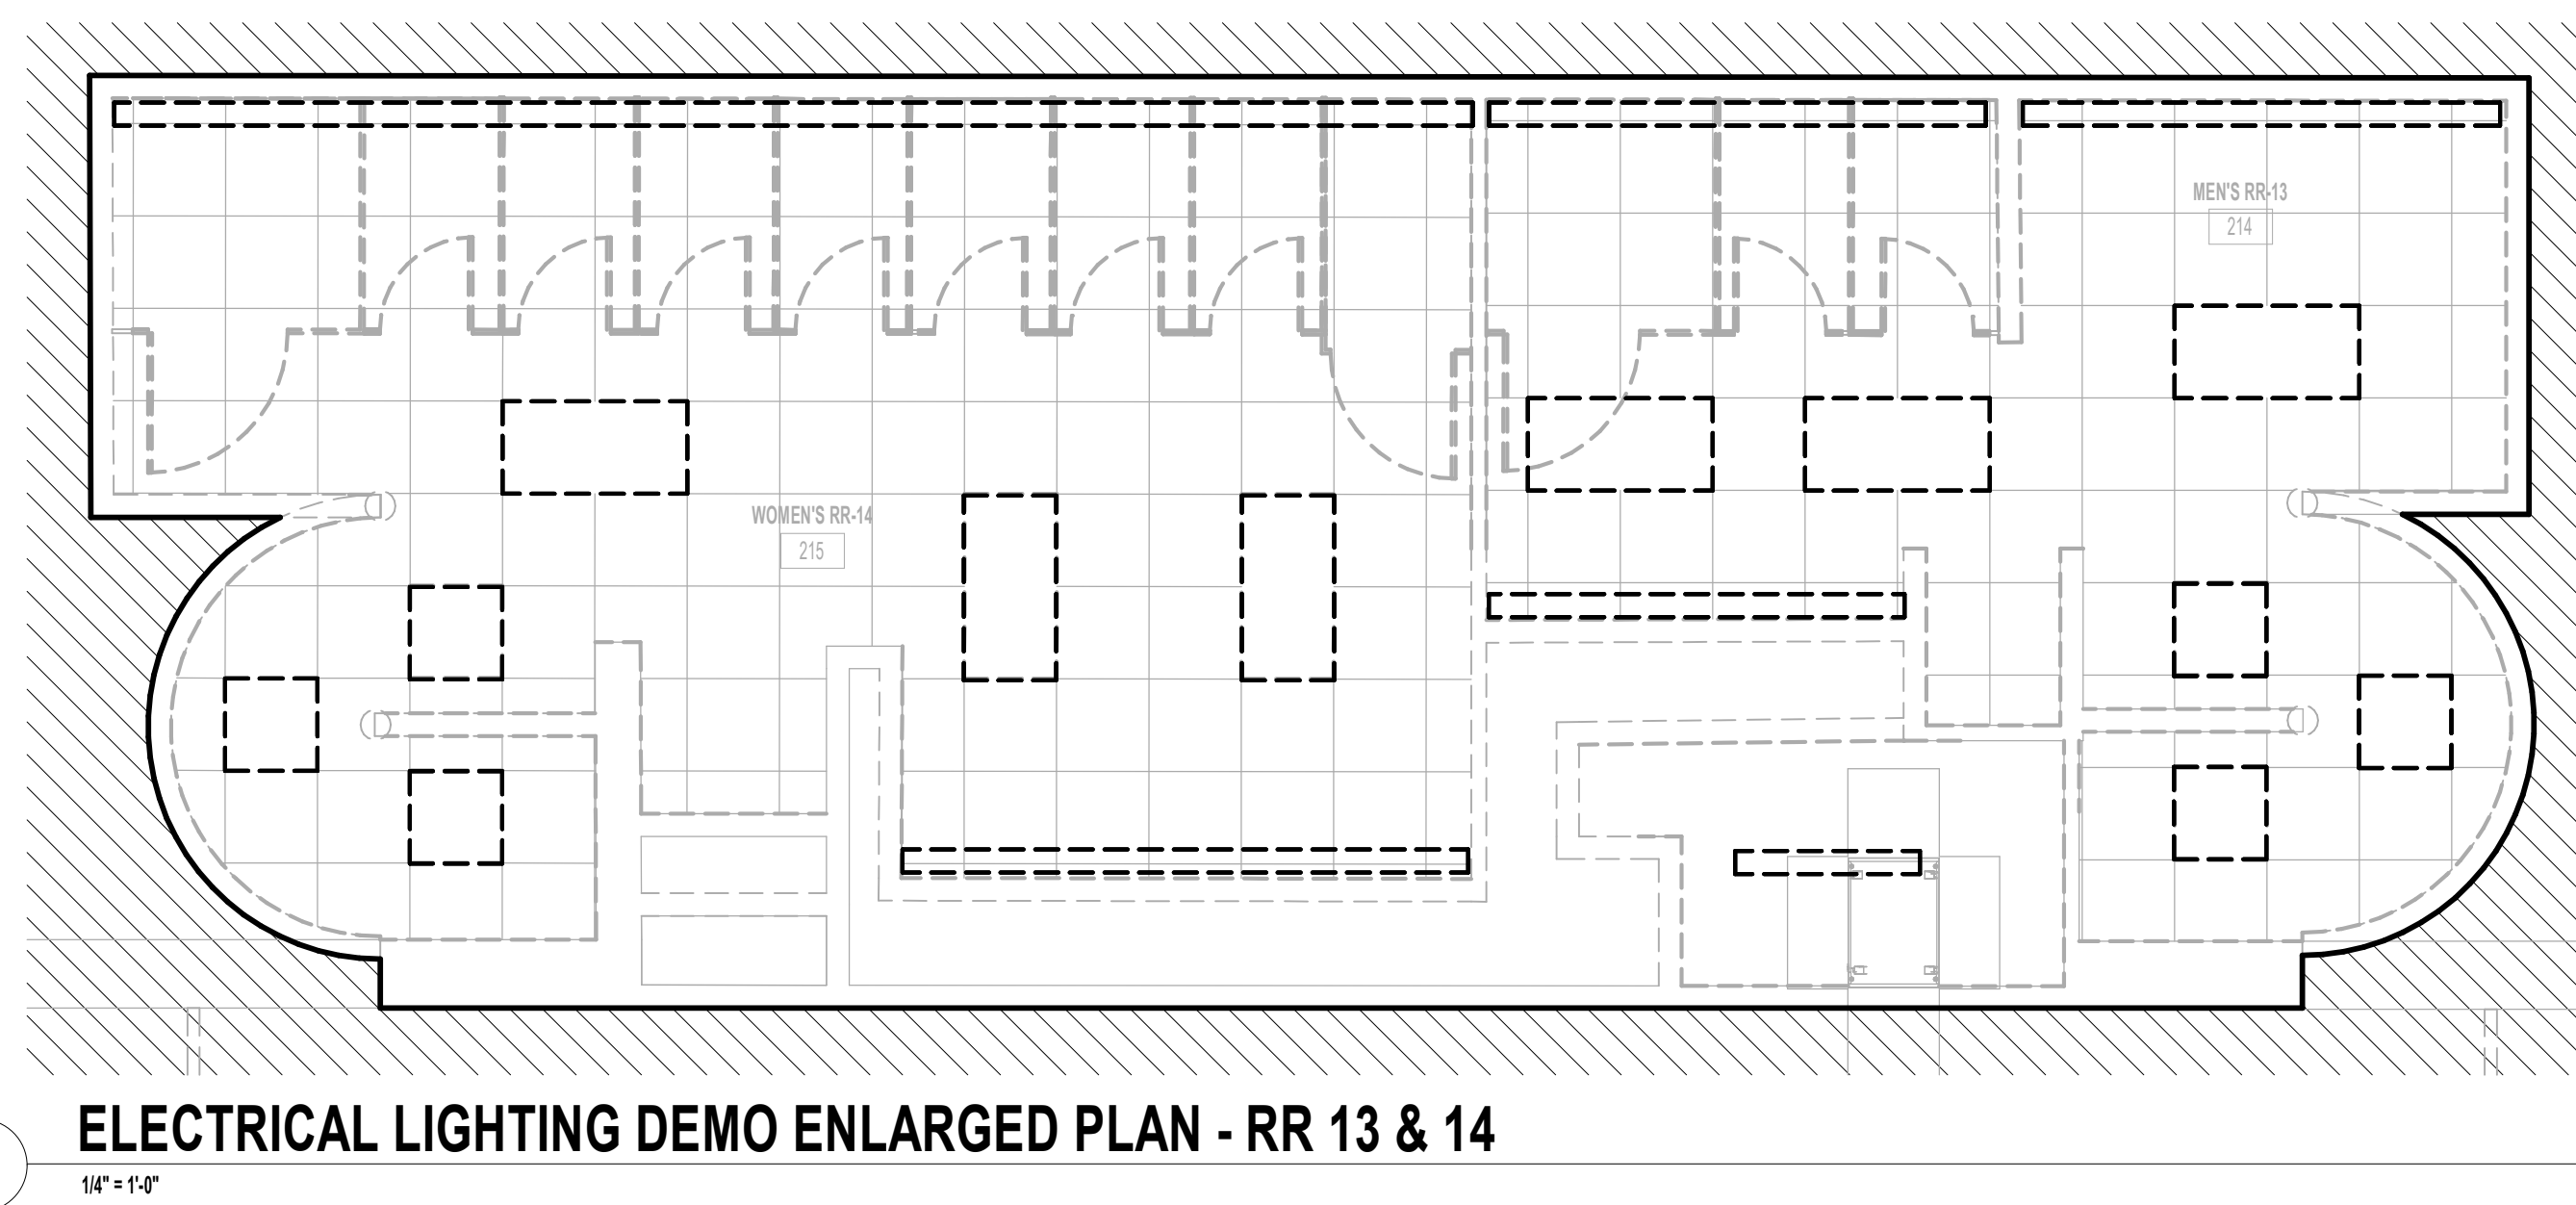 MEN'S RR-13
214
WOMEN'S RR-14
215
ELECTRICAL LIGHTING DEMO ENLARGED PLAN - RR 13 & 14
1/4" = 1'-0"